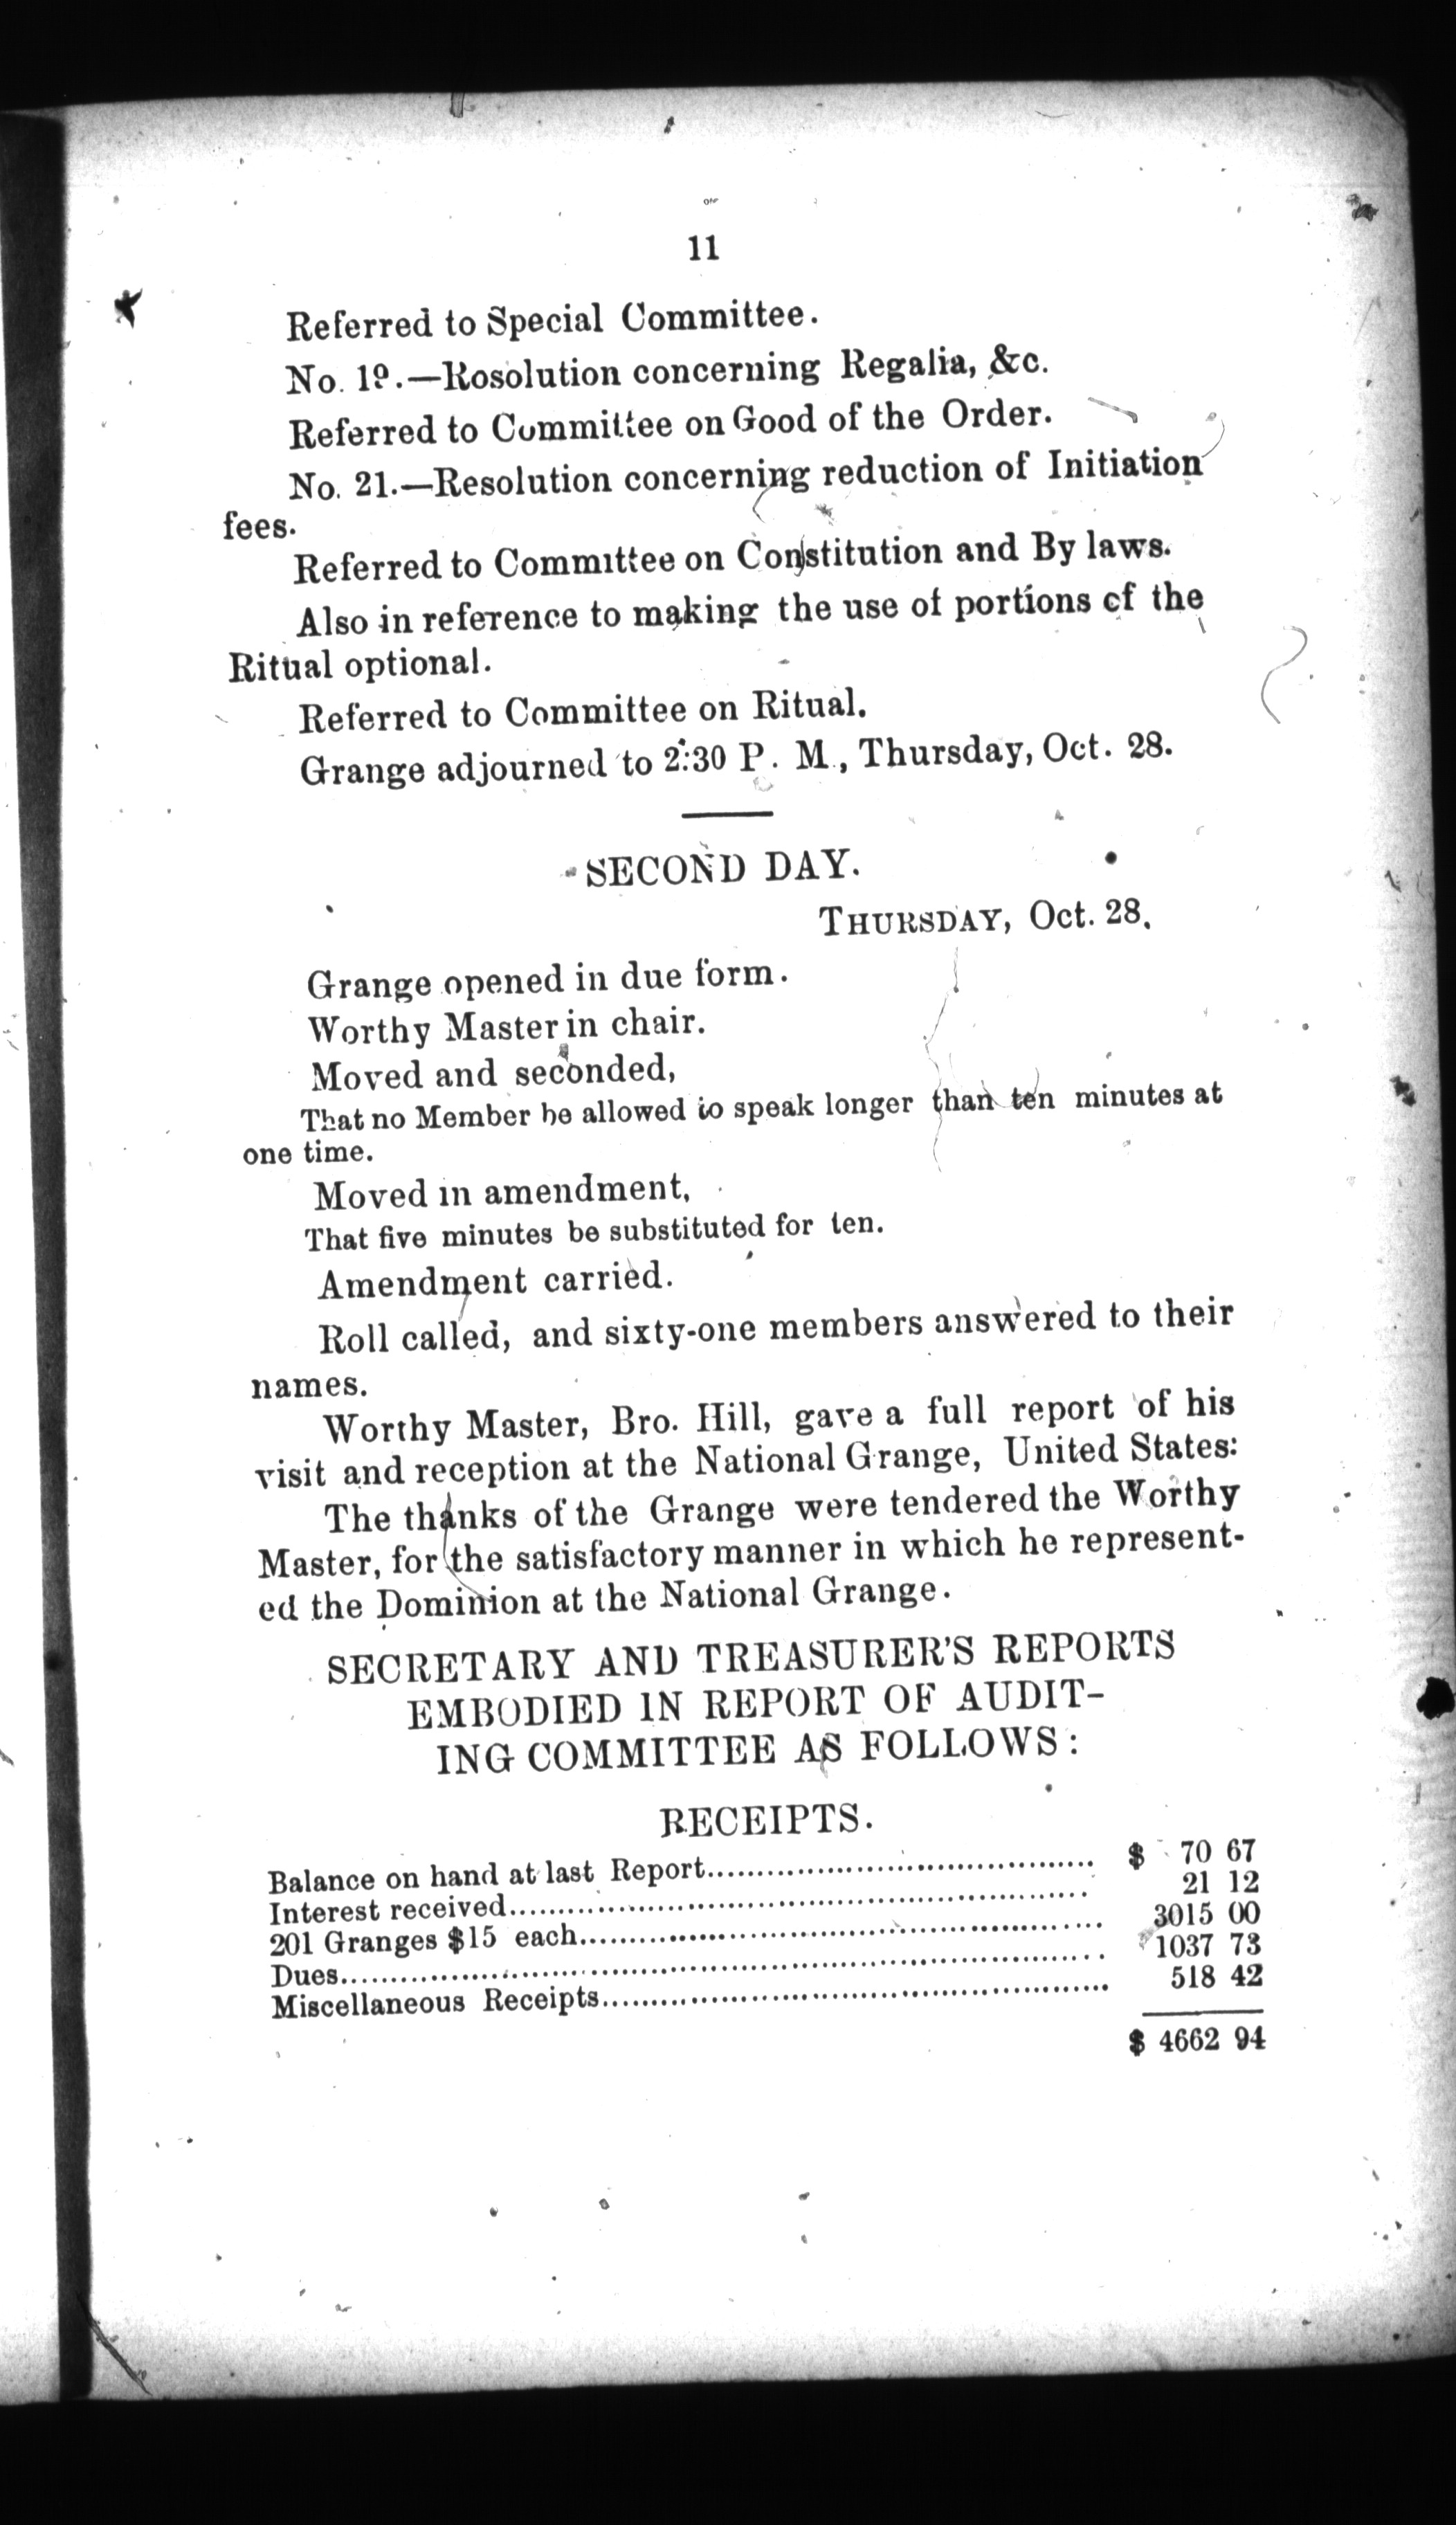 11
Referred to Special Committee.
No. 19.—Rosolution concerning Regalia, &c.
Referred to Committee on Good of the Order.
No. 21.—Resolution concerning reduction of Initiation
fees.
Referred to Committee on Constitution and By laws.
Also in reference to making the use of portions of the
Ritual optional.
Referred to Committee on Ritual.
Grange adjourned to 2:30 P. M., Thursday, Oct. 28.
SECOND DAY.
THURSDAY, Oct. 28.
Grange opened in due form.
Worthy Master in chair.
Moved and seconded,
That no Member be allowed to speak longer than ten minutes at
one time.
Moved in amendment,
That five minutes be substituted for ten.
Amendment carried.
Roll called, and sixty-one members answered to their
names.
Worthy Master, Bro. Hill, gave a full report of his
visit and reception at the National Grange, United States:
The thanks of the Grange were tendered the Worthy
Master, for the satisfactory manner in which he represent-
ed the Dominion at the National Grange.
SECRETARY AND TREASURER'S REPORTS
EMBODIED IN REPORT OF AUDIT-
ING COMMITTEE AS FOLLOWS:
RECEIPTS.
Balance on hand at last Report........ $ 70 67
Interest received........ 21 12
201 Granges $15 each........ 3015 00
Dues........ 1037 73
Miscellaneous Receipts........ 518 42
$ 4662 94